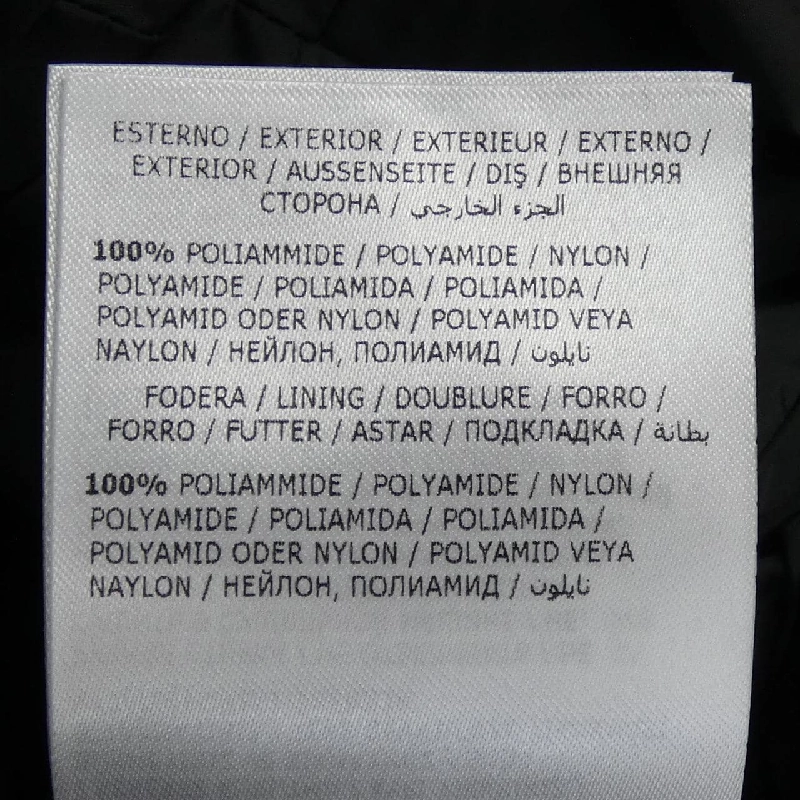 ESTERNO / EXTERIOR / EXTERIEUR / EXTERNO /
EXTERIOR / AUSSENSEITE / DIŞ / ВНЕШНЯЯ
СТОРОНА / الجزء الخارجي
100% POLIAMMIDE / POLYAMIDE / NYLON /
POLYAMIDE / POLIAMIDA / POLIAMIDA /
POLYAMID ODER NYLON / POLYAMID VEYA
NAYLON / НЕЙЛОН, ПОЛИАМИД / نايلون
FODERA / LINING / DOUBLURE / FORRO /
FORRO / FUTTER / ASTAR / ПОДКЛАДКА / بطانة
100% POLIAMMIDE / POLYAMIDE / NYLON /
POLYAMIDE / POLIAMIDA / POLIAMIDA /
POLYAMID ODER NYLON / POLYAMID VEYA
NAYLON / НЕЙЛОН, ПОЛИАМИД / نايلون